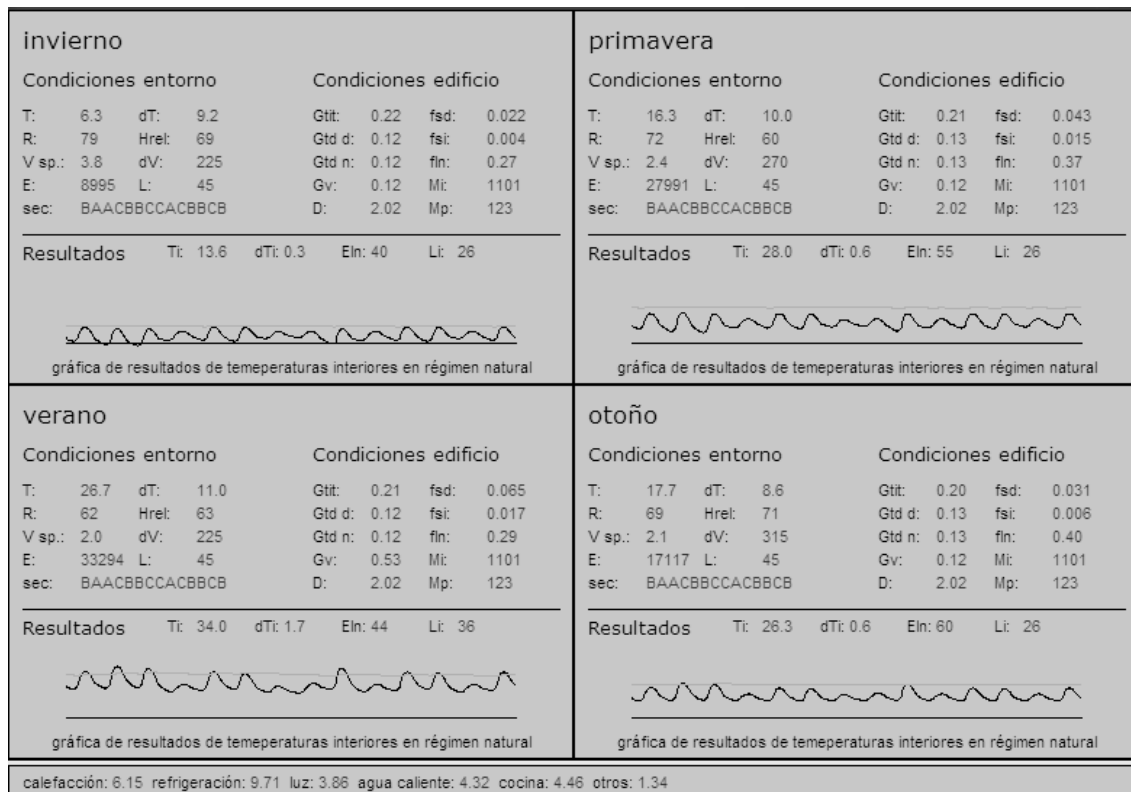 invierno
Condiciones entorno Condiciones edificio
T: 6.3 dT: 9.2 Gtit: 0.22 fsd: 0.022
R: 79 Hrel: 69 Gtd d: 0.12 fsi: 0.004
V sp.: 3.8 dV: 225 Gtd n: 0.12 fln: 0.27
E: 8995 L: 45 Gv: 0.12 Mi: 1101
sec: BAACBBCCACBBCB D: 2.02 Mp: 123
Resultados Ti: 13.6 dTi: 0.3 Eln: 40 Li: 26
gráfica de resultados de temeperaturas interiores en régimen natural
primavera
Condiciones entorno Condiciones edificio
T: 16.3 dT: 10.0 Gtit: 0.21 fsd: 0.043
R: 72 Hrel: 60 Gtd d: 0.13 fsi: 0.015
V sp.: 2.4 dV: 270 Gtd n: 0.13 fln: 0.37
E: 27991 L: 45 Gv: 0.12 Mi: 1101
sec: BAACBBCCACBBCB D: 2.02 Mp: 123
Resultados Ti: 28.0 dTi: 0.6 Eln: 55 Li: 26
gráfica de resultados de temeperaturas interiores en régimen natural
verano
Condiciones entorno Condiciones edificio
T: 26.7 dT: 11.0 Gtit: 0.21 fsd: 0.065
R: 62 Hrel: 63 Gtd d: 0.12 fsi: 0.017
V sp.: 2.0 dV: 225 Gtd n: 0.12 fln: 0.29
E: 33294 L: 45 Gv: 0.53 Mi: 1101
sec: BAACBBCCACBBCB D: 2.02 Mp: 123
Resultados Ti: 34.0 dTi: 1.7 Eln: 44 Li: 36
gráfica de resultados de temeperaturas interiores en régimen natural
otoño
Condiciones entorno Condiciones edificio
T: 17.7 dT: 8.6 Gtit: 0.20 fsd: 0.031
R: 69 Hrel: 71 Gtd d: 0.13 fsi: 0.006
V sp.: 2.1 dV: 315 Gtd n: 0.13 fln: 0.40
E: 17117 L: 45 Gv: 0.12 Mi: 1101
sec: BAACBBCCACBBCB D: 2.02 Mp: 123
Resultados Ti: 26.3 dTi: 0.6 Eln: 60 Li: 26
gráfica de resultados de temeperaturas interiores en régimen natural
calefacción: 6.15 refrigeración: 9.71 luz: 3.86 agua caliente: 4.32 cocina: 4.46 otros: 1.34